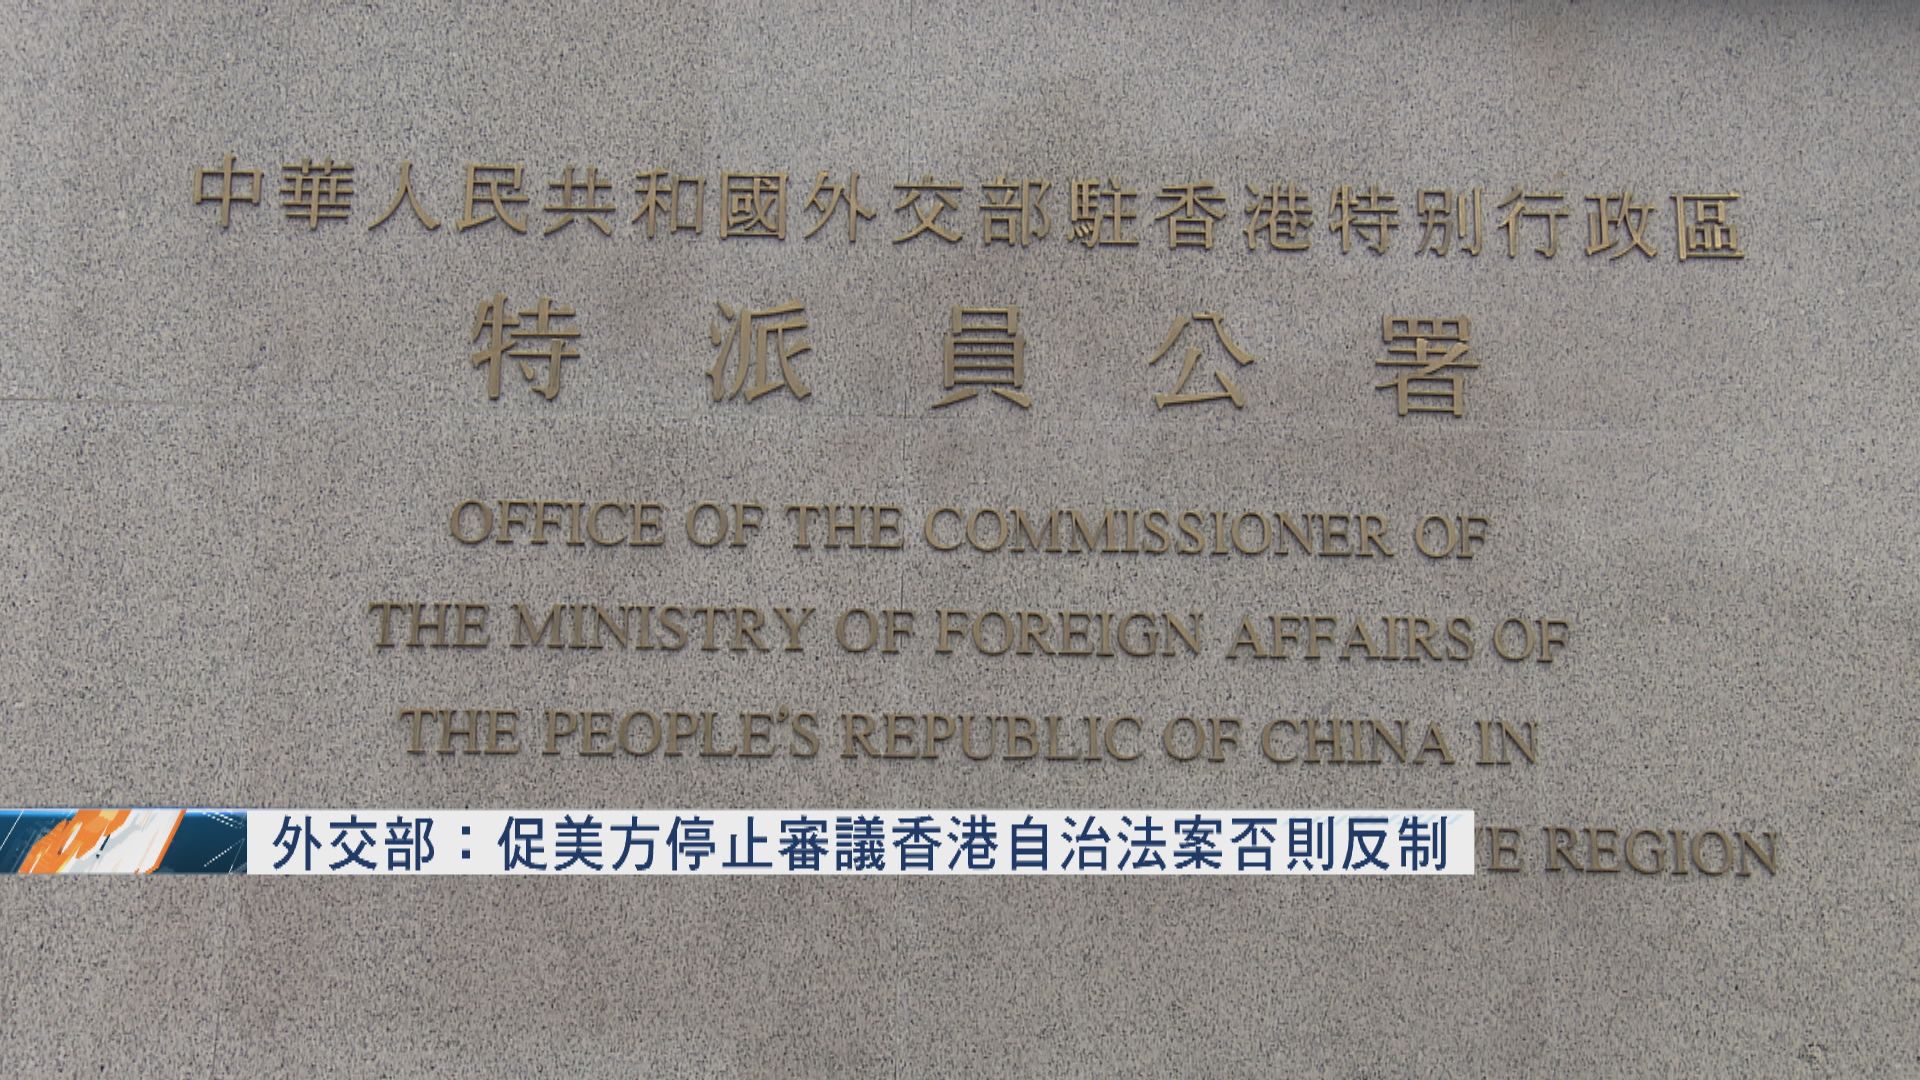 中華人民共和國外交部駐香港特別行政區
特派員公署
OFFICE OF THE COMMISSIONER OF
THE MINISTRY OF FOREIGN AFFAIRS OF
THE PEOPLE'S REPUBLIC OF CHINA IN
外交部：促美方停止審議香港自治法案否則反制
REGION